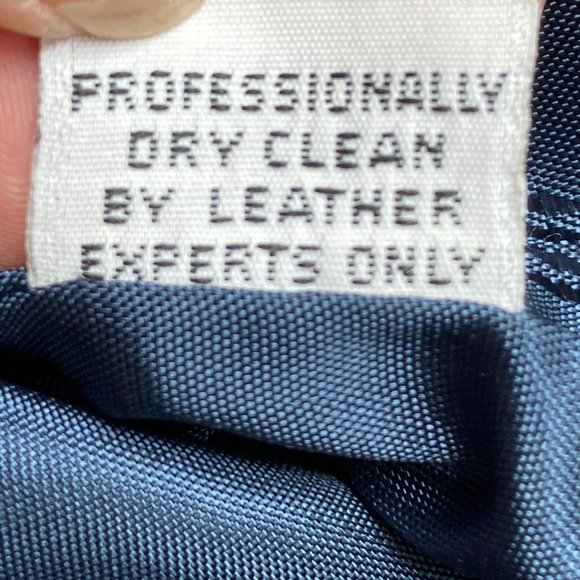 PROFESSIONALLY
DRY CLEAN
BY LEATHER
EXPERTS ONLY